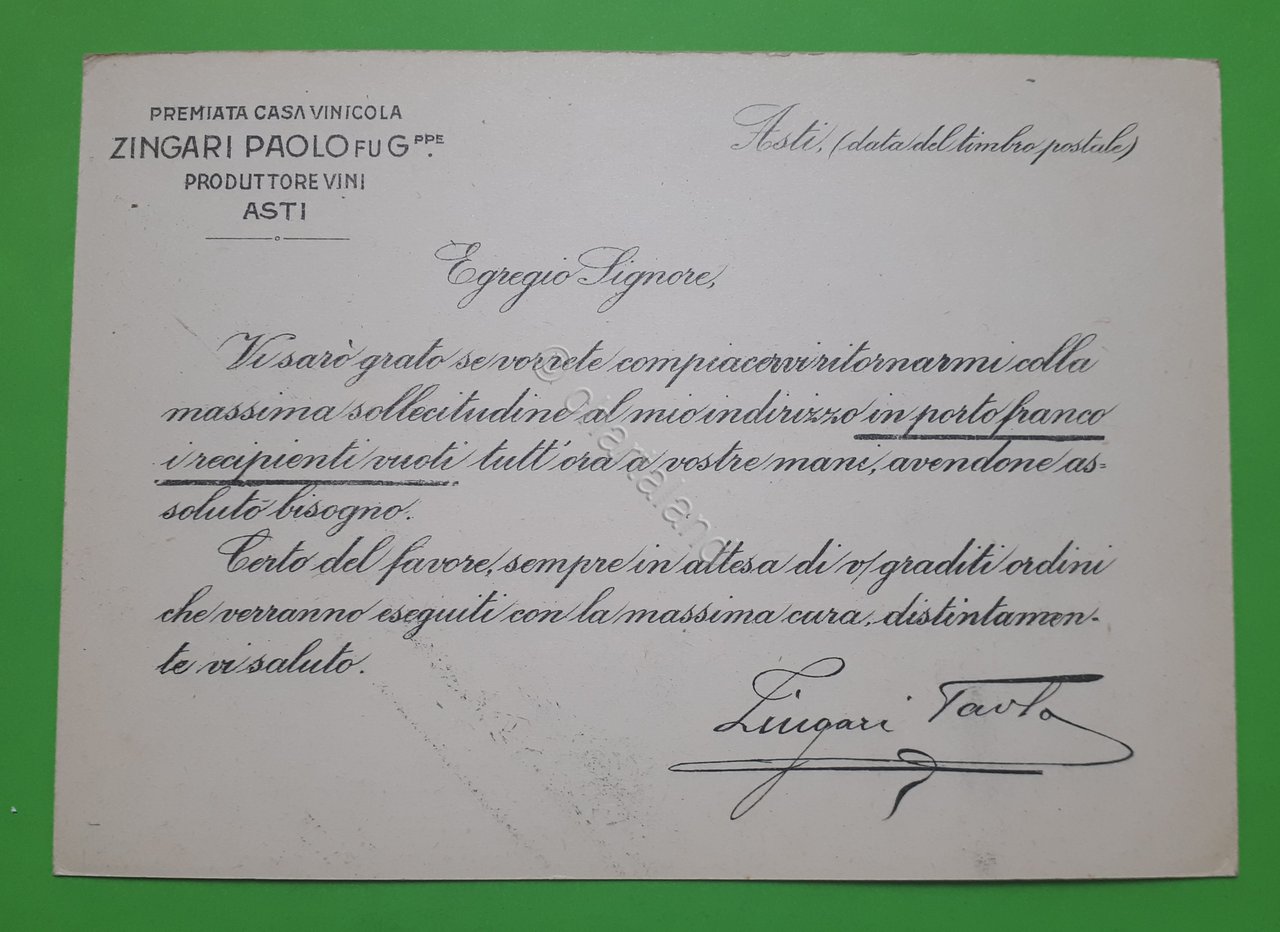 PREMIATA CASA VINICOLA
ZINGARI PAOLO FU GPPE.
PRODUTTORE VINI
ASTI
Asti, (data del timbro postale)
Egregio Signore,
Vi sarò grato se vorrete compiacervi ritornarmi colla
massima sollecitudine al mio indirizzo in porto franco
i recipienti vuoti tutt'ora a vostre mani, avendone as=
soluto bisogno.
Certo del favore, sempre in attesa di v/ graditi ordini
che verranno eseguiti con la massima cura, distintamen-
te vi saluto.
Zingari Paolo